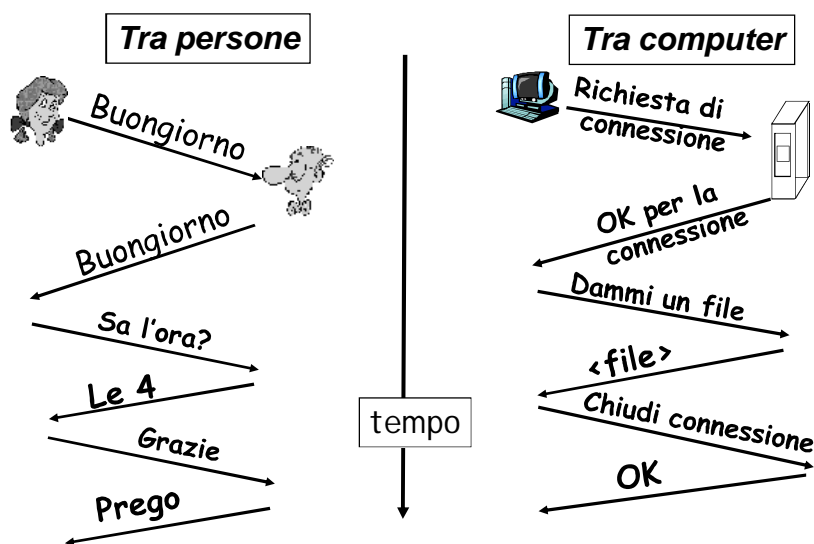 Tra persone
Buongiorno
Buongiorno
Sa l'ora?
Le 4
Grazie
Prego
tempo
Tra computer
Richiesta di
connessione
OK per la
connessione
Dammi un file
<file>
Chiudi connessione
OK